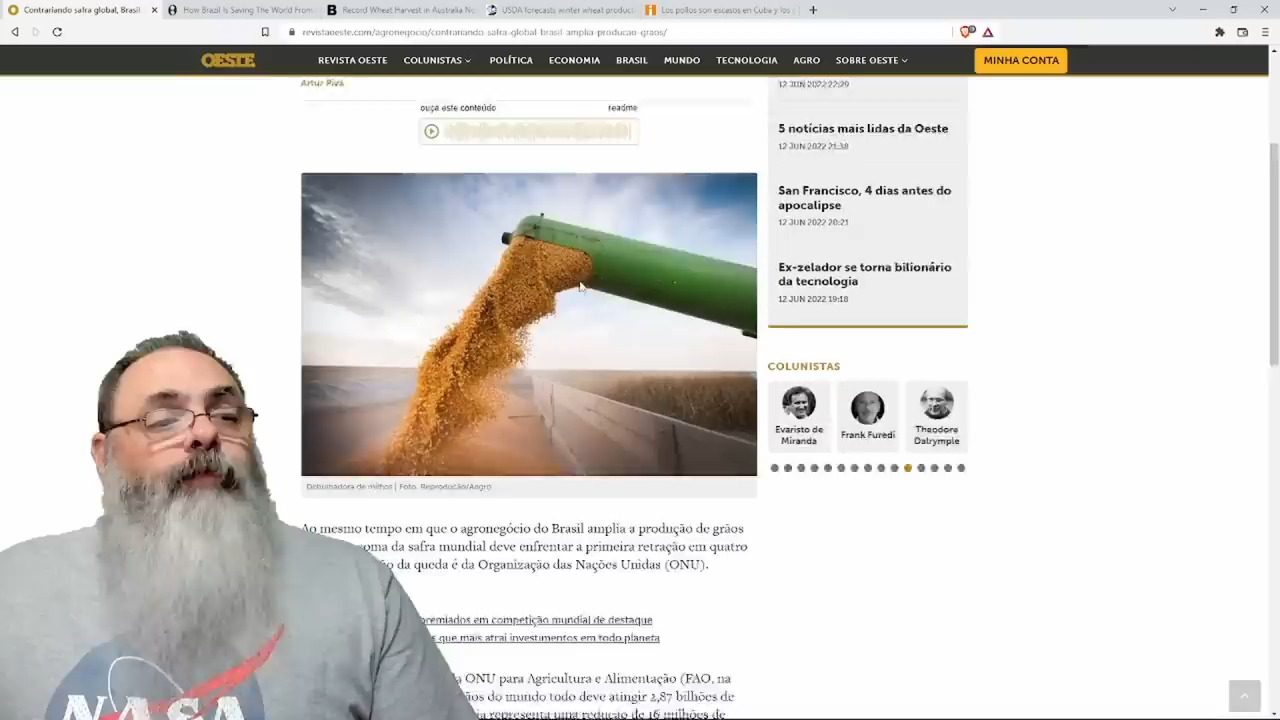 Contrariando safra global, Brasil
How Brazil Is Saving The World From
Record Wheat Harvest in Australia No
USDA forecasts winter wheat product
Los pollos son escasos en Cuba y los
revistaoeste.com/agronegocio/contrariando-safra-global-brasil-amplia-producao-graos/
OESTE
REVISTA OESTE COLUNISTAS POLÍTICA ECONOMIA BRASIL MUNDO TECNOLOGIA AGRO SOBRE OESTE MINHA CONTA
Artur Piva
ouça este conteúdo readme
12 JUN 2022 22:29
5 notícias mais lidas da Oeste
12 JUN 2022 21:38
San Francisco, 4 dias antes do
apocalipse
12 JUN 2022 20:21
Ex-zelador se torna bilionário
da tecnologia
12 JUN 2022 19:18
COLUNISTAS
Evaristo de
Miranda
Frank Furedi
Theodore
Dalrymple
Debulhadora de milhos | Foto: Reprodução/Aegro
Ao mesmo tempo em que o agronegócio do Brasil amplia a produção de grãos
oma da safra mundial deve enfrentar a primeira retração em quatro
o da queda é da Organização das Nações Unidas (ONU).
premiados em competição mundial de destaque
que mais atrai investimentos em todo planeta
a ONU para Agricultura e Alimentação (FAO, na
os do mundo todo deve atingir 2,87 bilhões de
ia representa uma redução de 16 milhões de
NASA